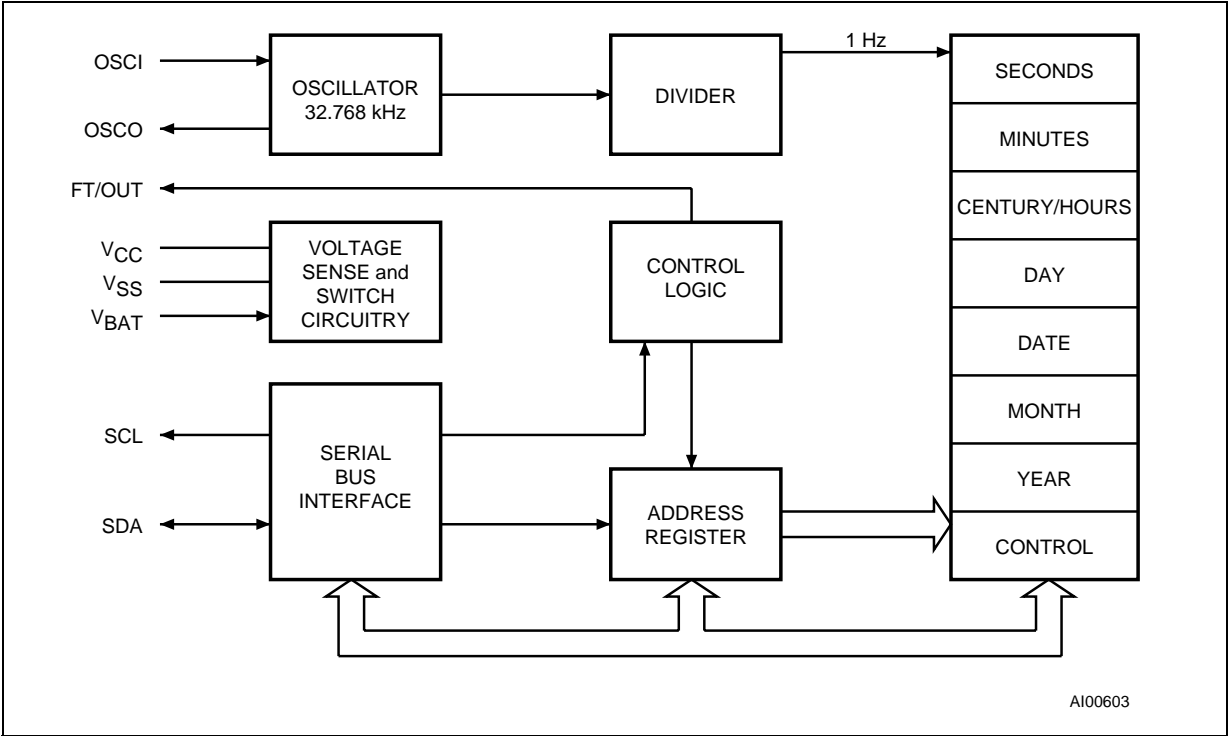 OSCI
OSCO
FT/OUT
VCC
VSS
VBAT
SCL
SDA
OSCILLATOR
32.768 kHz
VOLTAGE
SENSE and
SWITCH
CIRCUITRY
SERIAL
BUS
INTERFACE
DIVIDER
CONTROL
LOGIC
ADDRESS
REGISTER
1 Hz
SECONDS
MINUTES
CENTURY/HOURS
DAY
DATE
MONTH
YEAR
CONTROL
AI00603